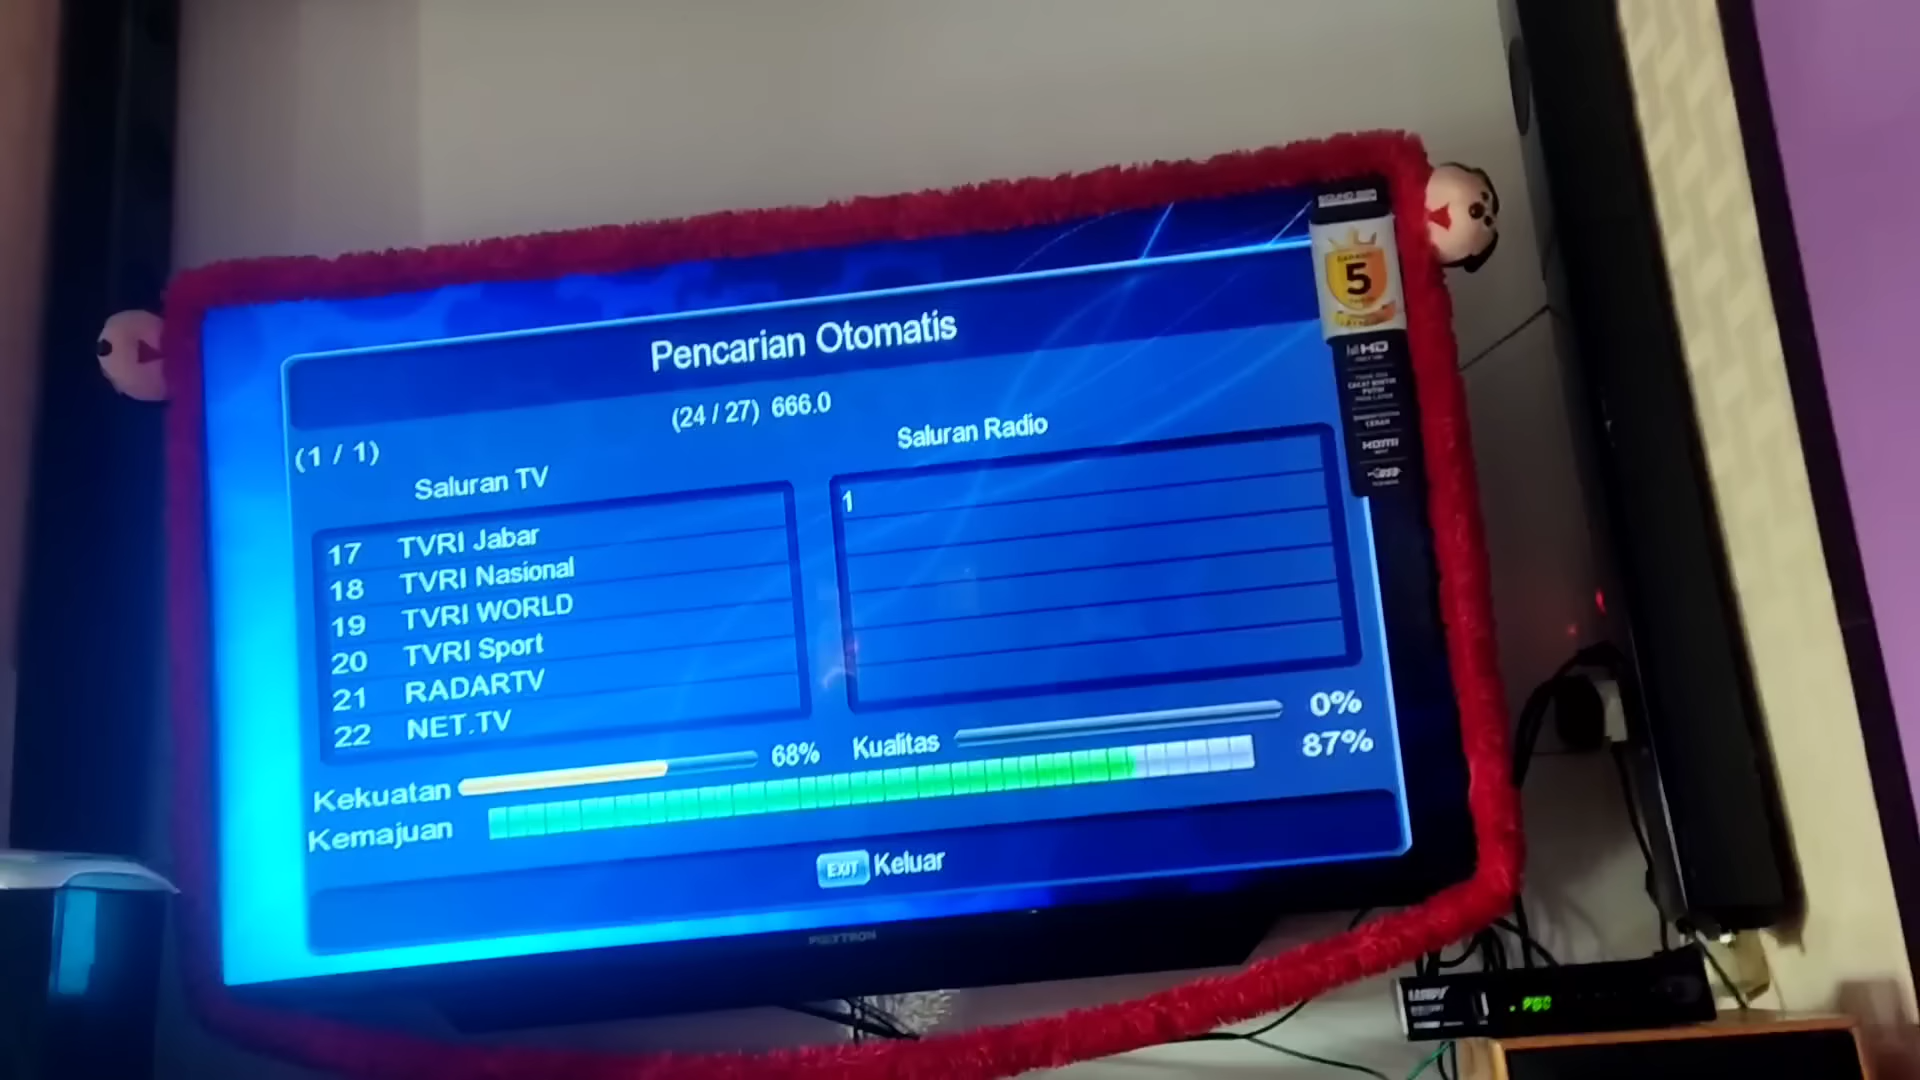 Pencarian Otomatis
(24 / 27) 666.0
(1 / 1)
Saluran TV
Saluran Radio
17 TVRI Jabar
18 TVRI Nasional
19 TVRI WORLD
20 TVRI Sport
21 RADARTV
22 NET.TV
1
Kekuatan 68% Kualitas 0%
Kemajuan 87%
EXIT Keluar
POLYTRON
5
HD
HDMI